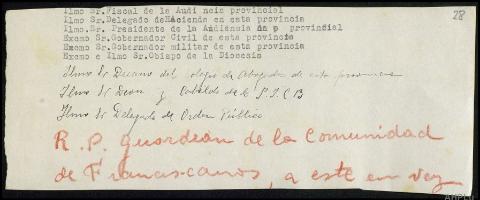 28
Ilmo Sr.Fiscal de la Audi ncia provincial
Ilmo Sr.Delegado de Hacienda en esta provincia
Ilmo Sr. Presidente de la Audiencia provincial
Excmo Sr.Gobernador Civil de esta provincia
Excmo Sr.Gobernador militar de esta provincia
Excmo e Ilmo Sr.Obispo de la Diocesis
Ilmo Sr Decano del Colegio de Abogados de esta provincia
Ilmo Sr Dean y Cabildo de la S.I.C.B
Ilmo Sr Delegado de Orden Público
R. P. guardian de la Comunidad
de Franciscanos, a este en vez